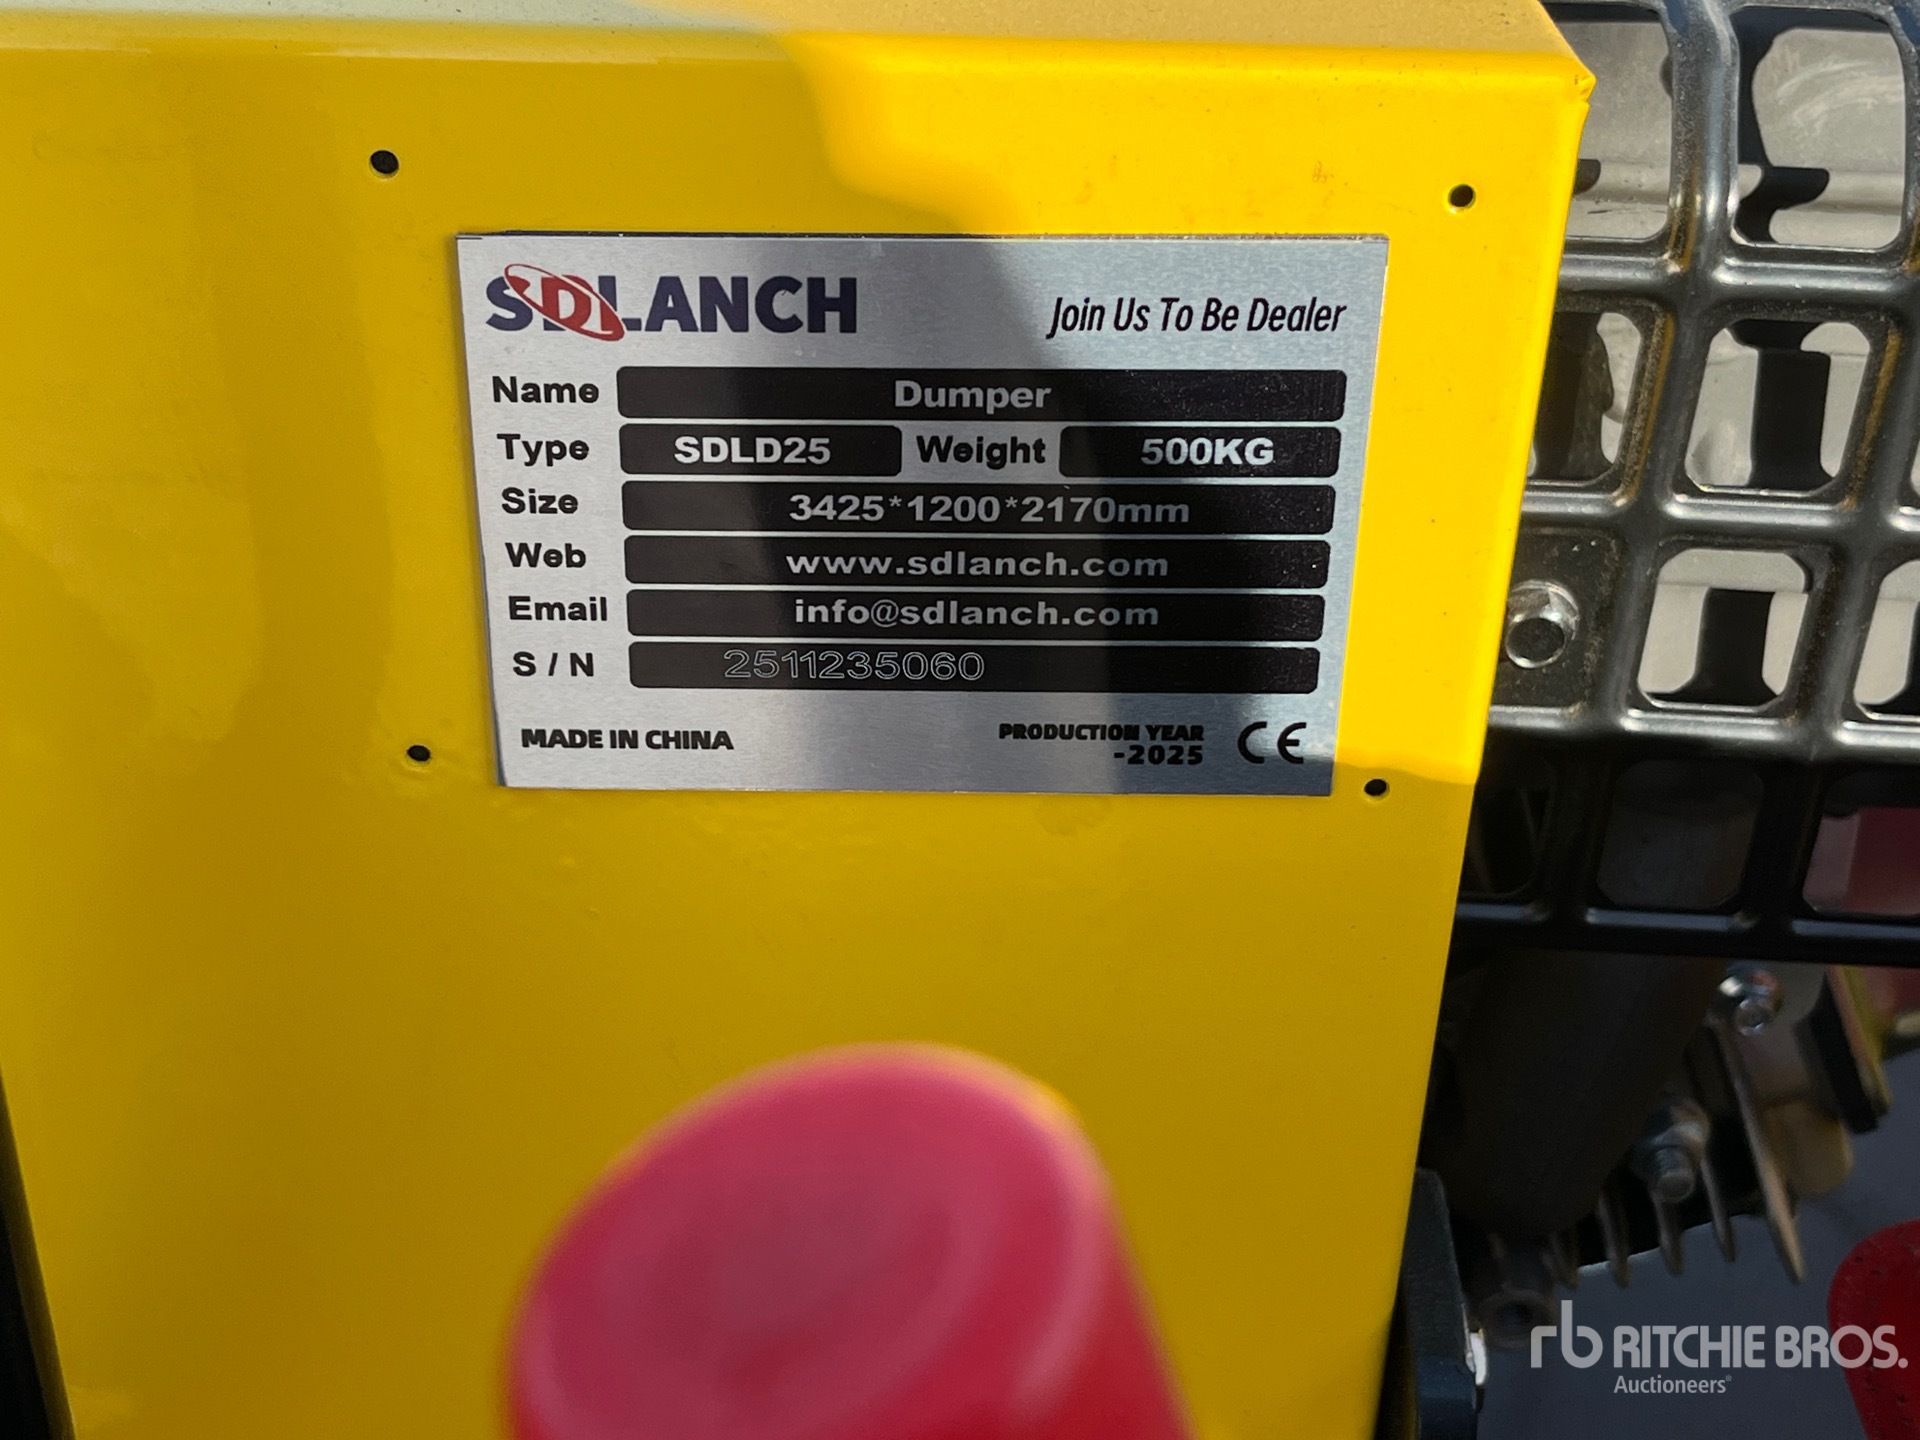 SDLANCH Join Us To Be Dealer
Name Dumper
Type SDLD25 Weight 500KG
Size 3425*1200*2170mm
Web www.sdlanch.com
Email info@sdlanch.com
S / N 2511235060
MADE IN CHINA PRODUCTION YEAR
-2025 CE
rb RITCHIE BROS.
Auctioneers®